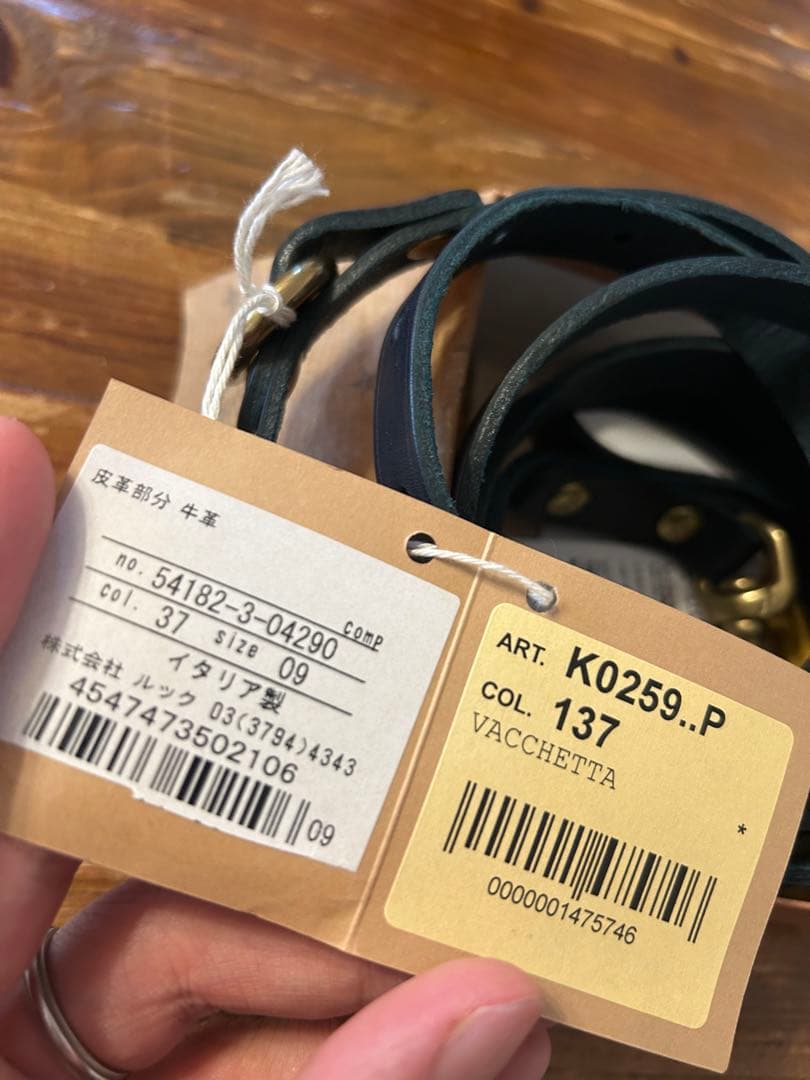 皮革部分 牛革
comp
no. 54182-3-04290
col. 37 size 09
イタリア製
株式会社 ルック 03(3794)4343
4547473502106
09
ART. K0259..P
COL. 137
VACCHETTA
*
0000001475746